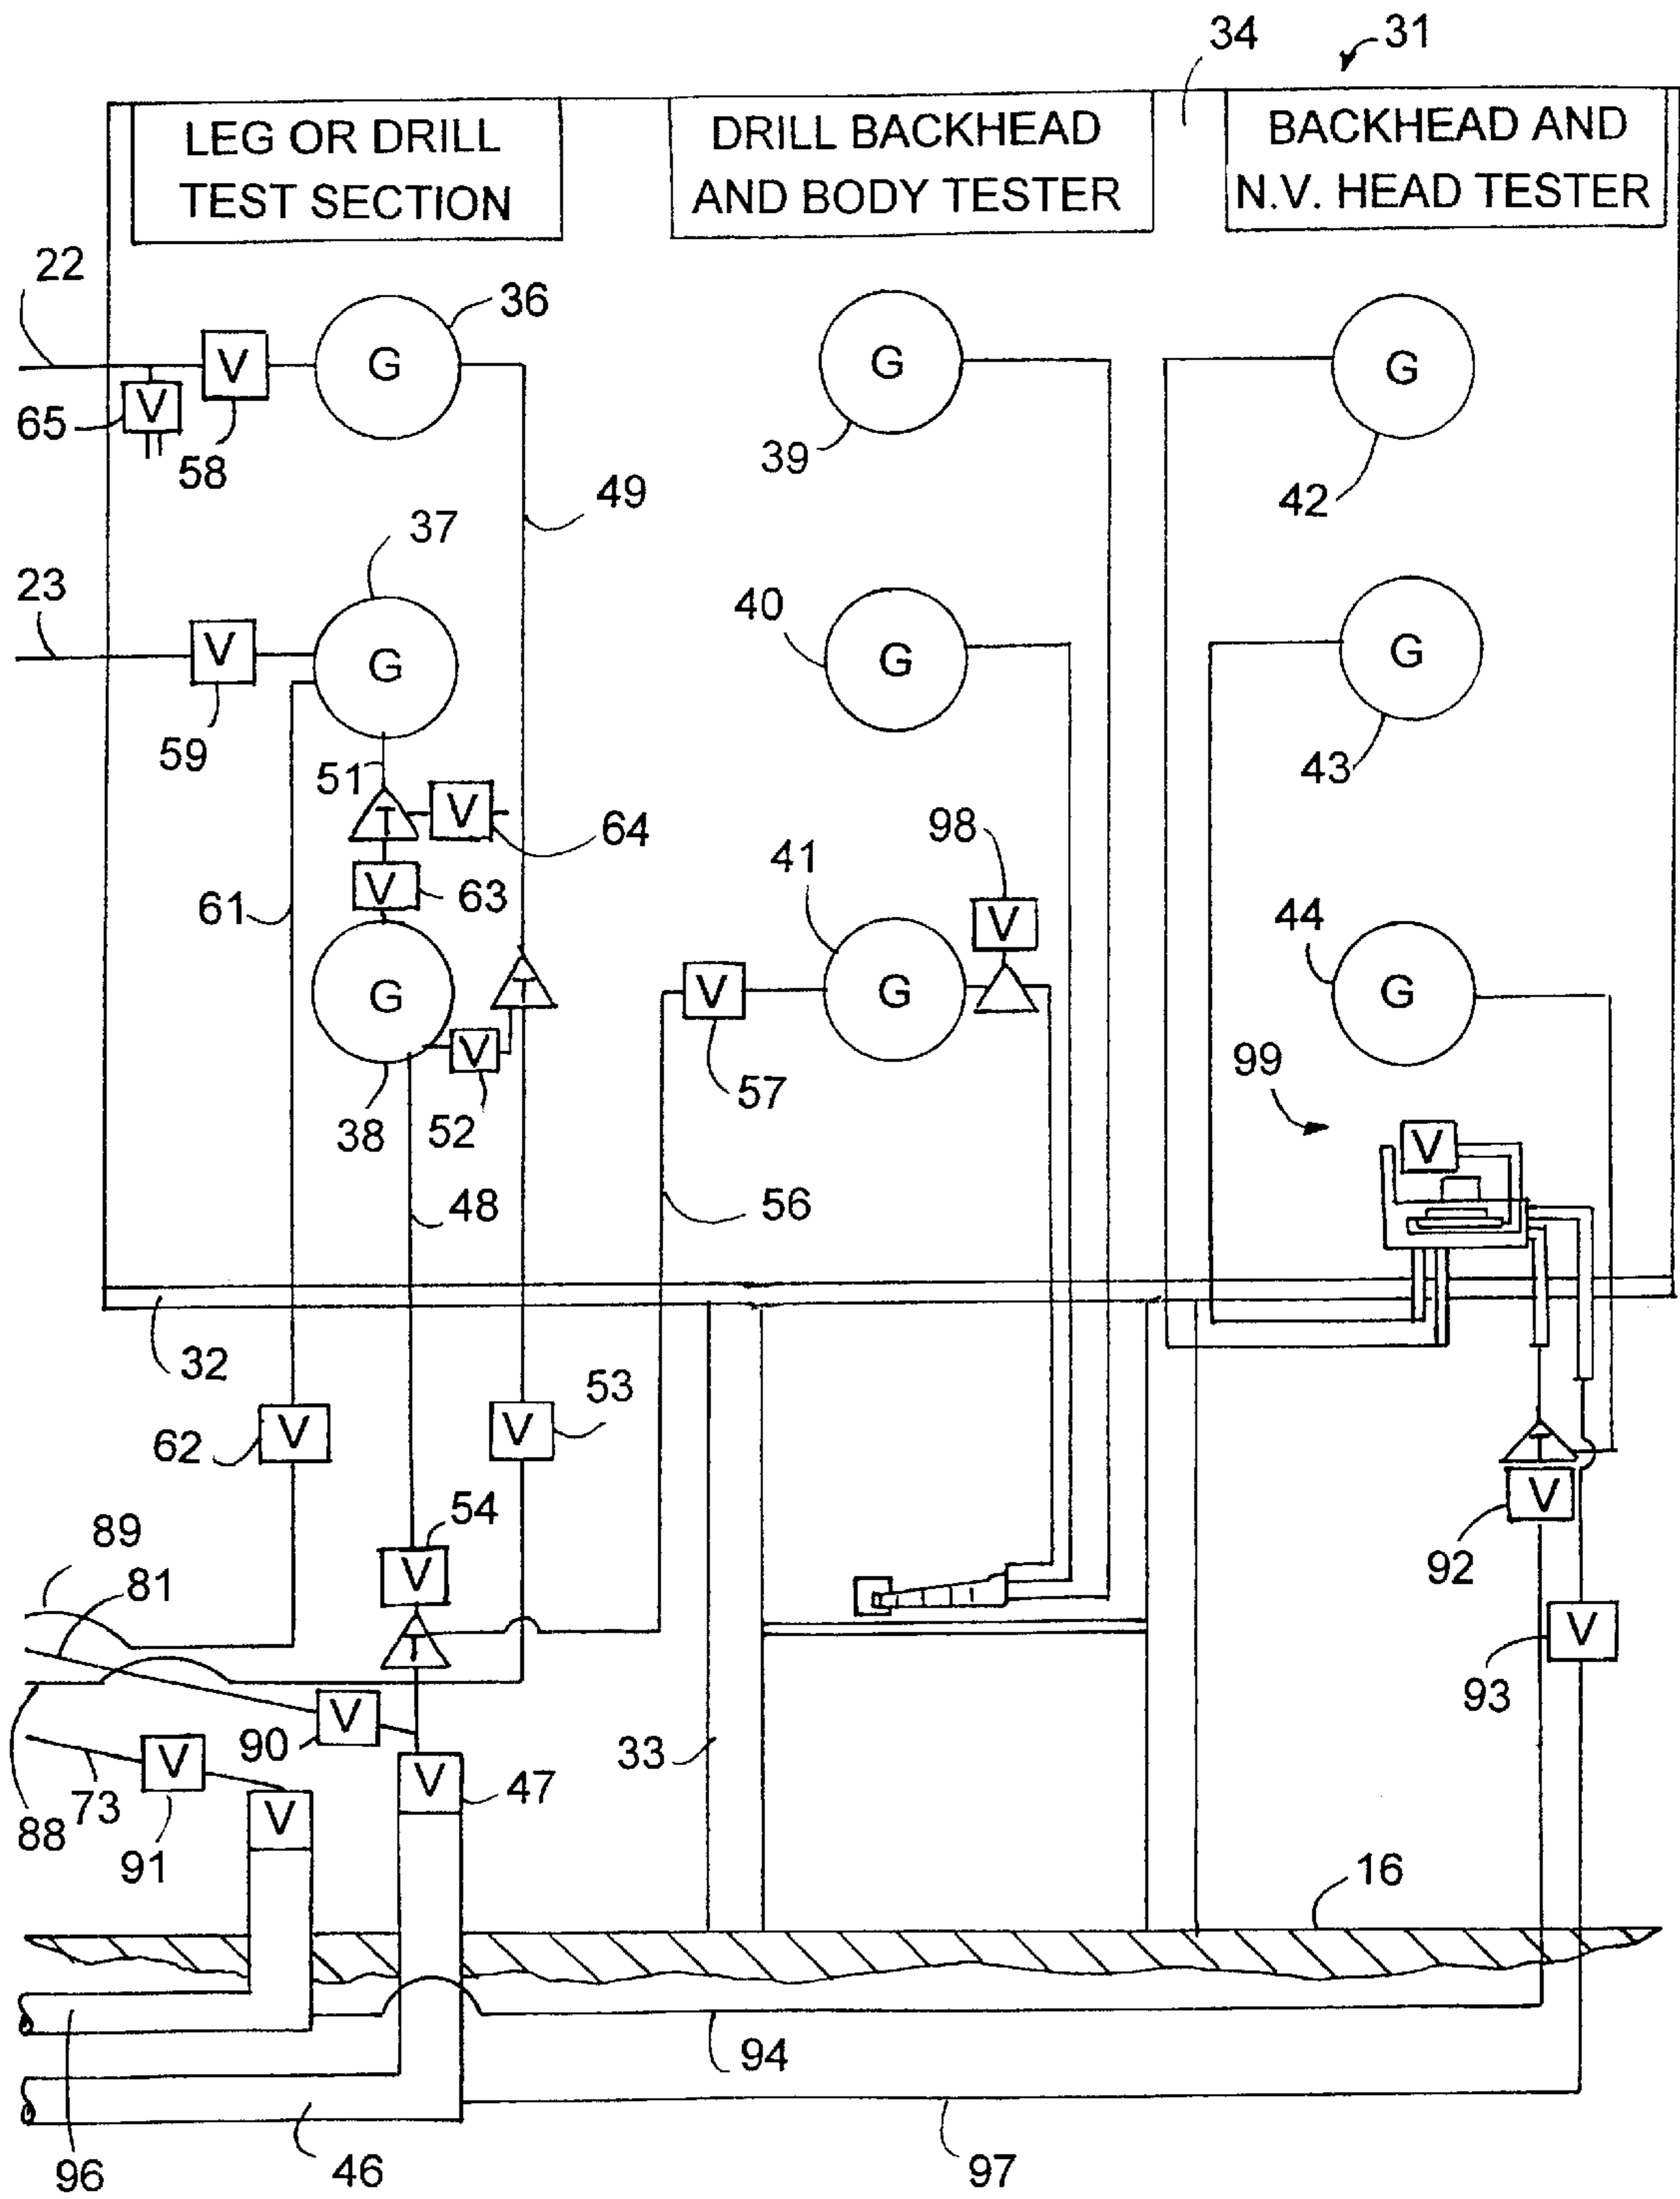 34
31
LEG OR DRILL
TEST SECTION
DRILL BACKHEAD
AND BODY TESTER
BACKHEAD AND
N.V. HEAD TESTER
22
36
V
G
G
G
65
V
58
39
42
49
37
23
40
V
G
G
G
59
43
51
T
V
64
98
41
V
63
61
44
V
T
G
V
G
G
V
52
57
38
99
V
48
56
32
53
62
V
V
T
54
V
92
89
V
81
T
V
93
V
90
33
V
73
V
47
88
91
V
16
94
96
46
97